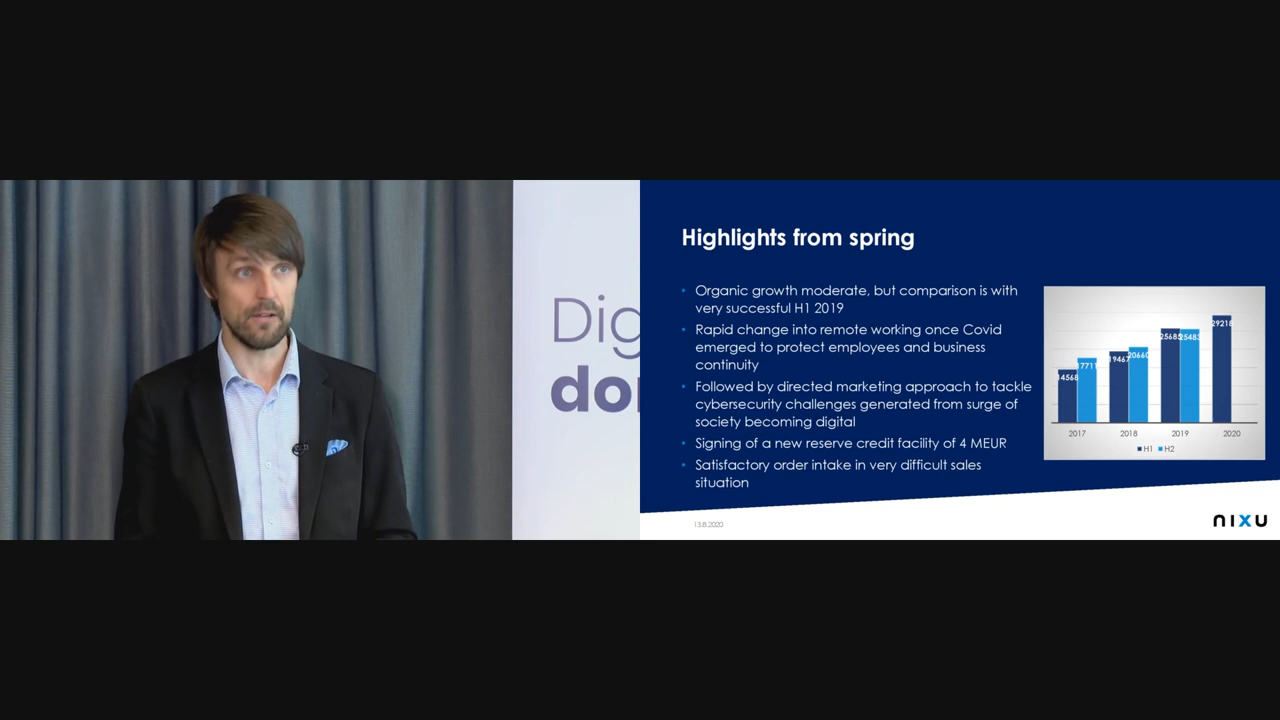 Dig
do
Highlights from spring
• Organic growth moderate, but comparison is with
very successful H1 2019
• Rapid change into remote working once Covid
emerged to protect employees and business
continuity
• Followed by directed marketing approach to tackle
cybersecurity challenges generated from surge of
society becoming digital
• Signing of a new reserve credit facility of 4 MEUR
• Satisfactory order intake in very difficult sales
situation
14568 17711 19467 20660 25685 25483 29218
2017 2018 2019 2020
H1 H2
13.8.2020
NIXU